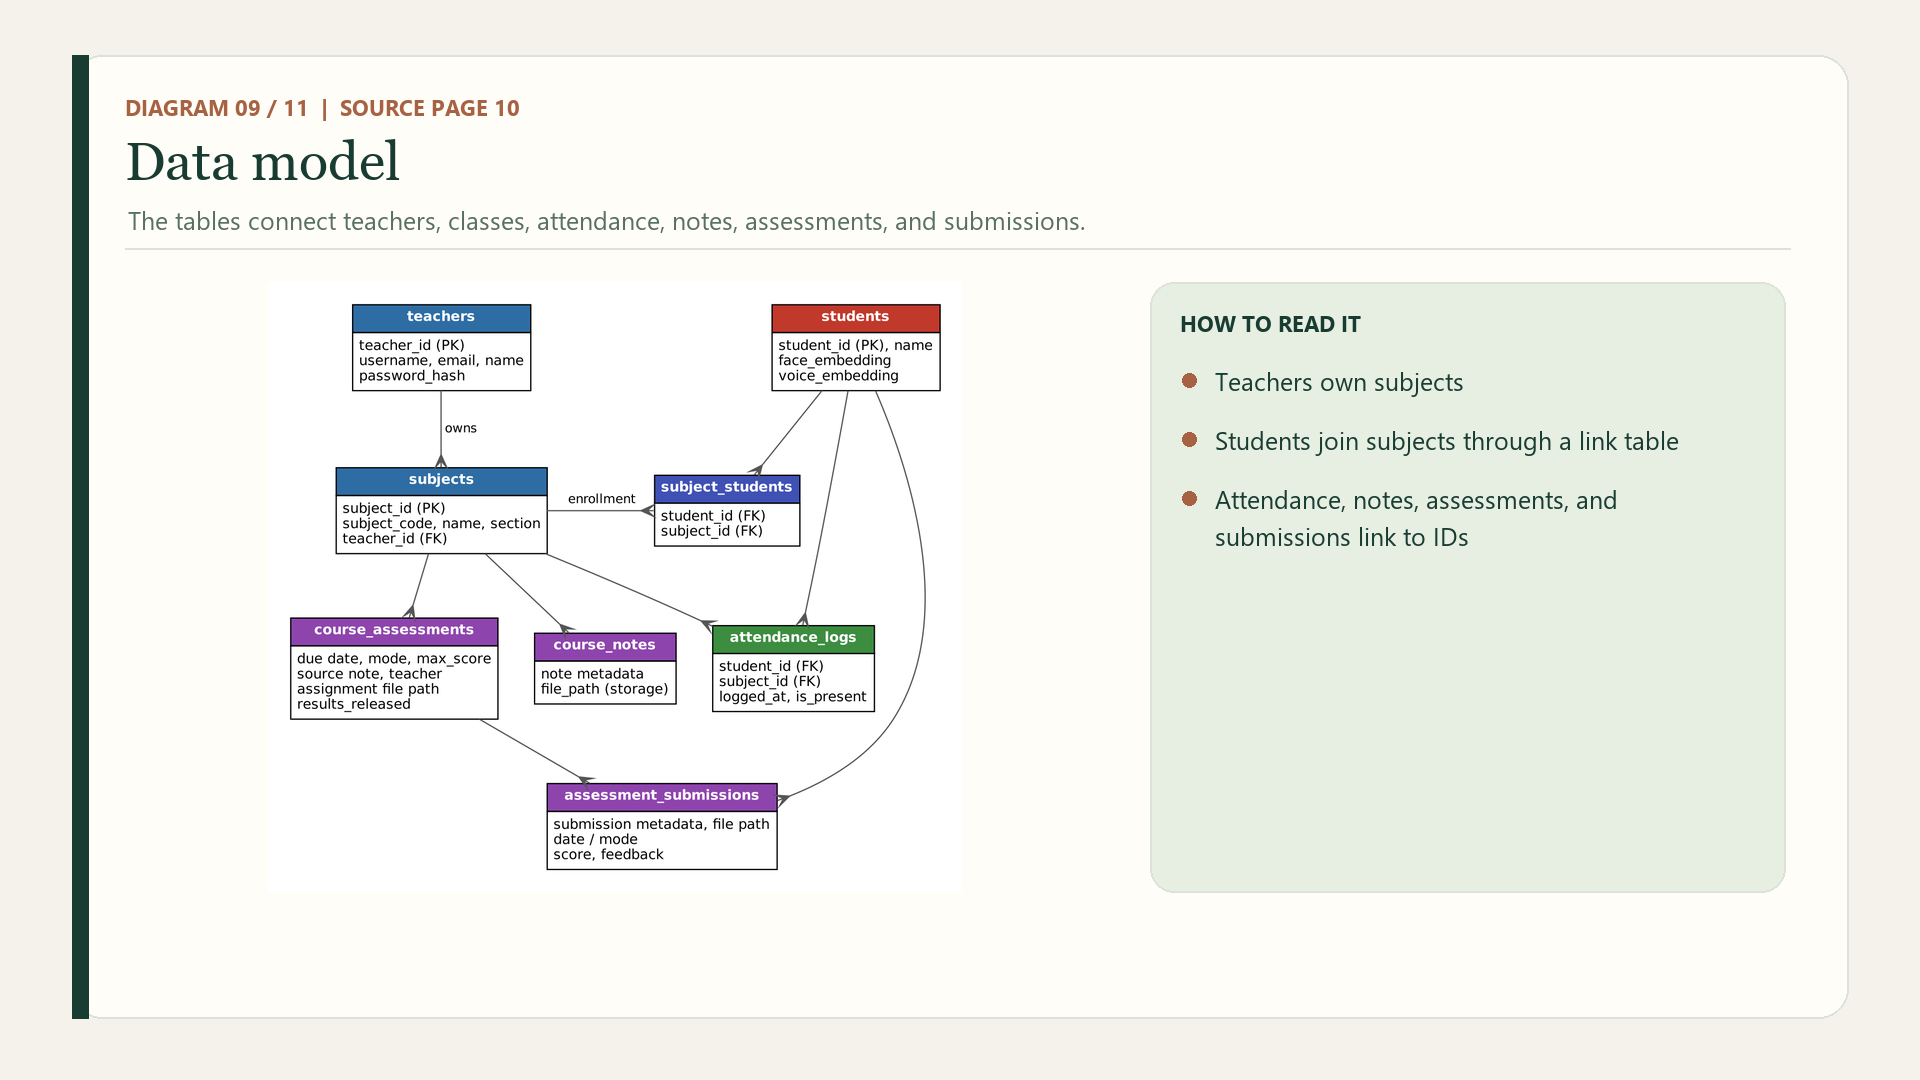 DIAGRAM 09 / 11 | SOURCE PAGE 10
Data model
The tables connect teachers, classes, attendance, notes, assessments, and submissions.
teachers
teacher_id (PK)
username, email, name
password_hash
students
student_id (PK), name
face_embedding
voice_embedding
owns
subjects
subject_id (PK)
subject_code, name, section
teacher_id (FK)
enrollment
subject_students
student_id (FK)
subject_id (FK)
course_assessments
due date, mode, max_score
source note, teacher
assignment file path
results_released
course_notes
note metadata
file_path (storage)
attendance_logs
student_id (FK)
subject_id (FK)
logged_at, is_present
assessment_submissions
submission metadata, file path
date / mode
score, feedback
HOW TO READ IT
Teachers own subjects
Students join subjects through a link table
Attendance, notes, assessments, and
submissions link to IDs